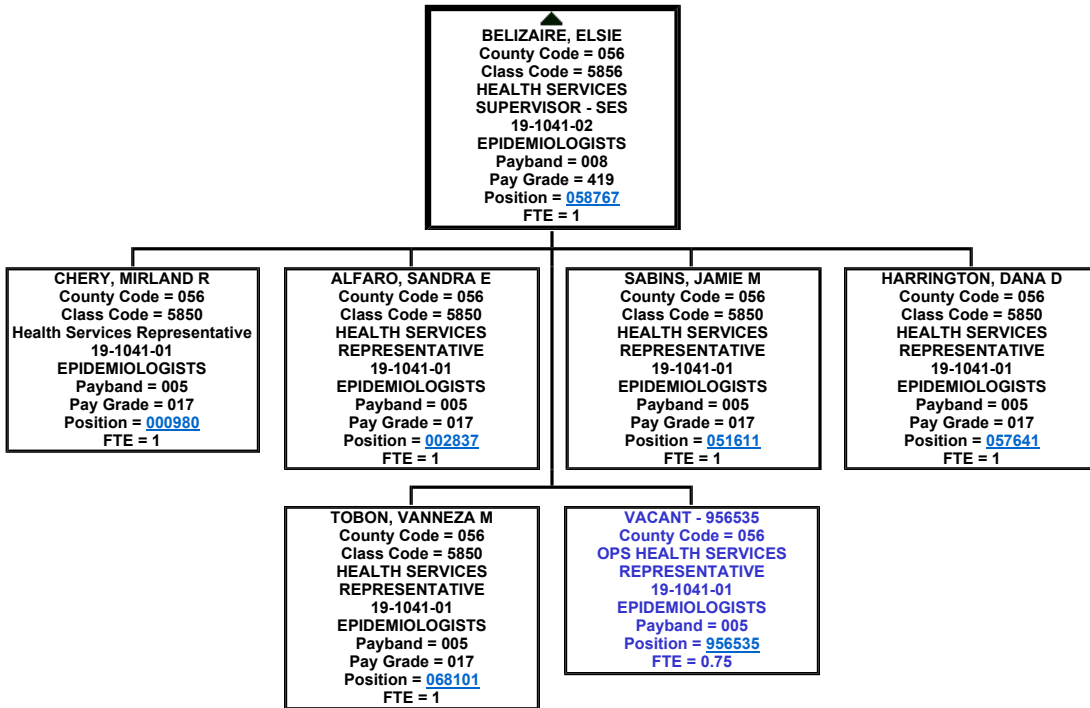 BELIZAIRE, ELSIE
County Code = 056
Class Code = 5856
HEALTH SERVICES
SUPERVISOR - SES
19-1041-02
EPIDEMIOLOGISTS
Payband = 008
Pay Grade = 419
Position = 058767
FTE = 1
CHERY, MIRLAND R
County Code = 056
Class Code = 5850
Health Services Representative
19-1041-01
EPIDEMIOLOGISTS
Payband = 005
Pay Grade = 017
Position = 000980
FTE = 1
ALFARO, SANDRA E
County Code = 056
Class Code = 5850
HEALTH SERVICES
REPRESENTATIVE
19-1041-01
EPIDEMIOLOGISTS
Payband = 005
Pay Grade = 017
Position = 002837
FTE = 1
SABINS, JAMIE M
County Code = 056
Class Code = 5850
HEALTH SERVICES
REPRESENTATIVE
19-1041-01
EPIDEMIOLOGISTS
Payband = 005
Pay Grade = 017
Position = 051611
FTE = 1
HARRINGTON, DANA D
County Code = 056
Class Code = 5850
HEALTH SERVICES
REPRESENTATIVE
19-1041-01
EPIDEMIOLOGISTS
Payband = 005
Pay Grade = 017
Position = 057641
FTE = 1
TOBON, VANNEZA M
County Code = 056
Class Code = 5850
HEALTH SERVICES
REPRESENTATIVE
19-1041-01
EPIDEMIOLOGISTS
Payband = 005
Pay Grade = 017
Position = 068101
FTE = 1
VACANT - 956535
County Code = 056
OPS HEALTH SERVICES
REPRESENTATIVE
19-1041-01
EPIDEMIOLOGISTS
Payband = 005
Position = 956535
FTE = 0.75